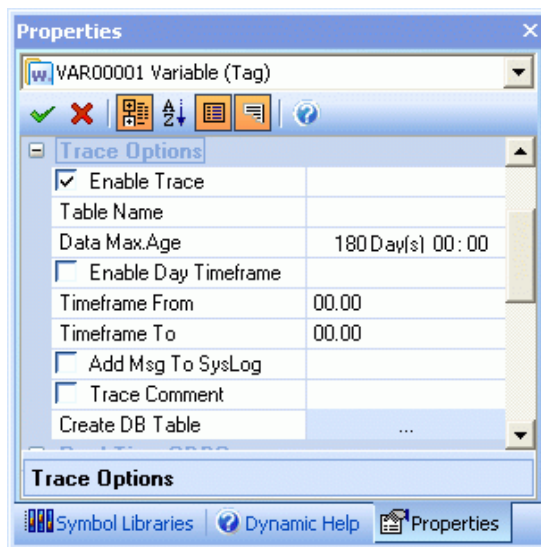 Properties
VAR00001 Variable (Tag)
Trace Options
Enable Trace
Table Name
Data Max.Age 180 Day(s) 00:00
Enable Day Timeframe
Timeframe From 00.00
Timeframe To 00.00
Add Msg To SysLog
Trace Comment
Create DB Table ...
Trace Options
Symbol Libraries Dynamic Help Properties